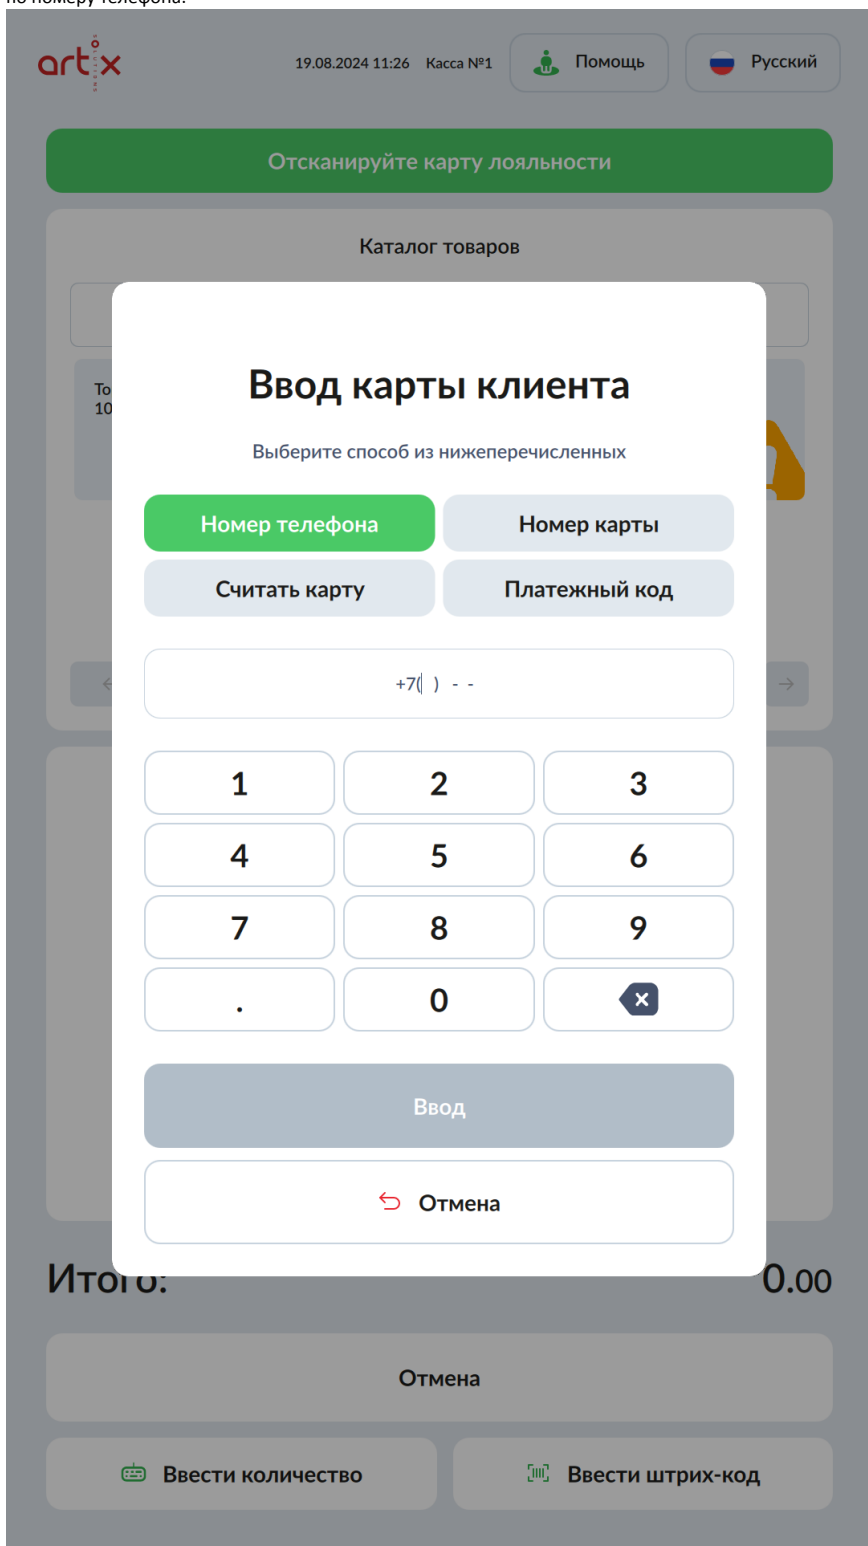 по номеру телефона.
artix
19.08.2024 11:26 Касса №1 Помощь Русский
Отсканируйте карту лояльности
Каталог товаров
То
10
Ввод карты клиента
Выберите способ из нижеперечисленных
Номер телефона Номер карты
Считать карту Платежный код
+7( ) - -
1 2 3
4 5 6
7 8 9
. 0
Ввод
Отмена
Итого: 0.00
Отмена
Ввести количество Ввести штрих-код